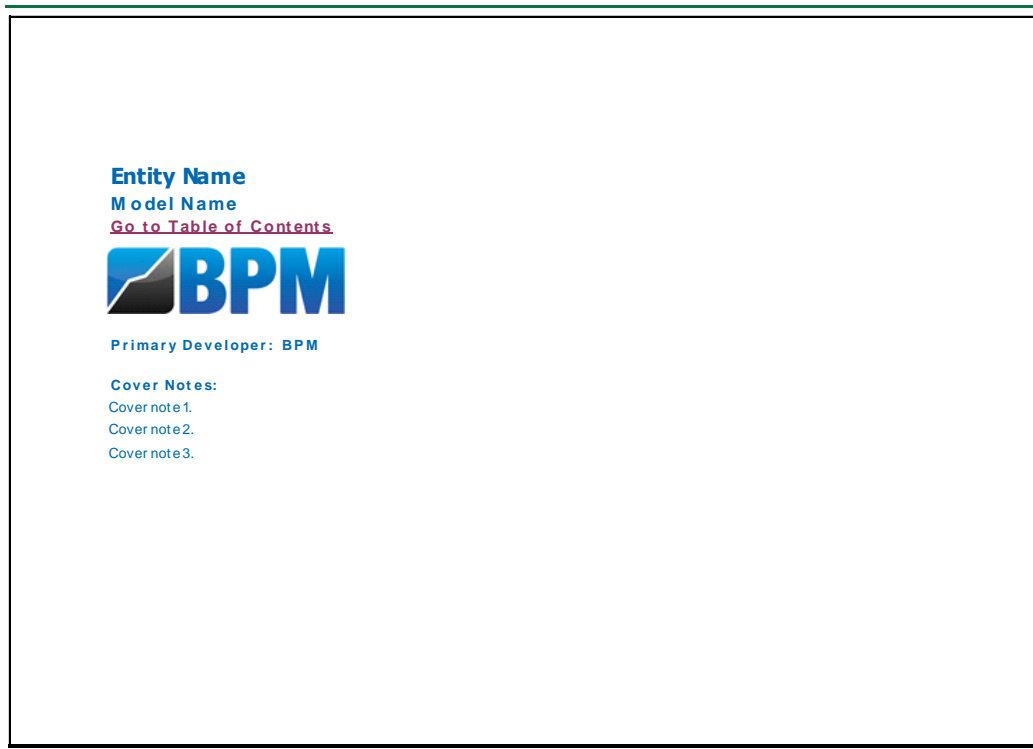 Entity Name
Model Name
Go to Table of Contents
BPM
Primary Developer: BPM
Cover Notes:
Cover note 1.
Cover note 2.
Cover note 3.